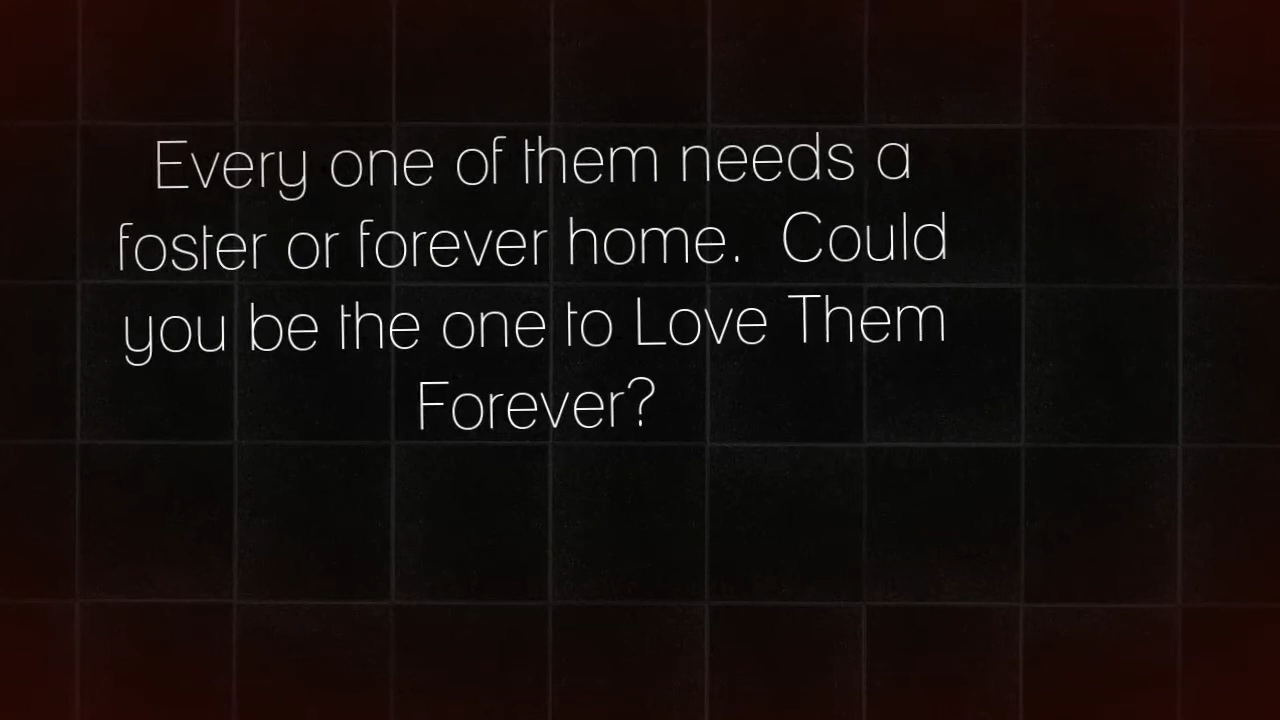 Every one of them needs a
foster or forever home.  Could
you be the one to Love Them
Forever?